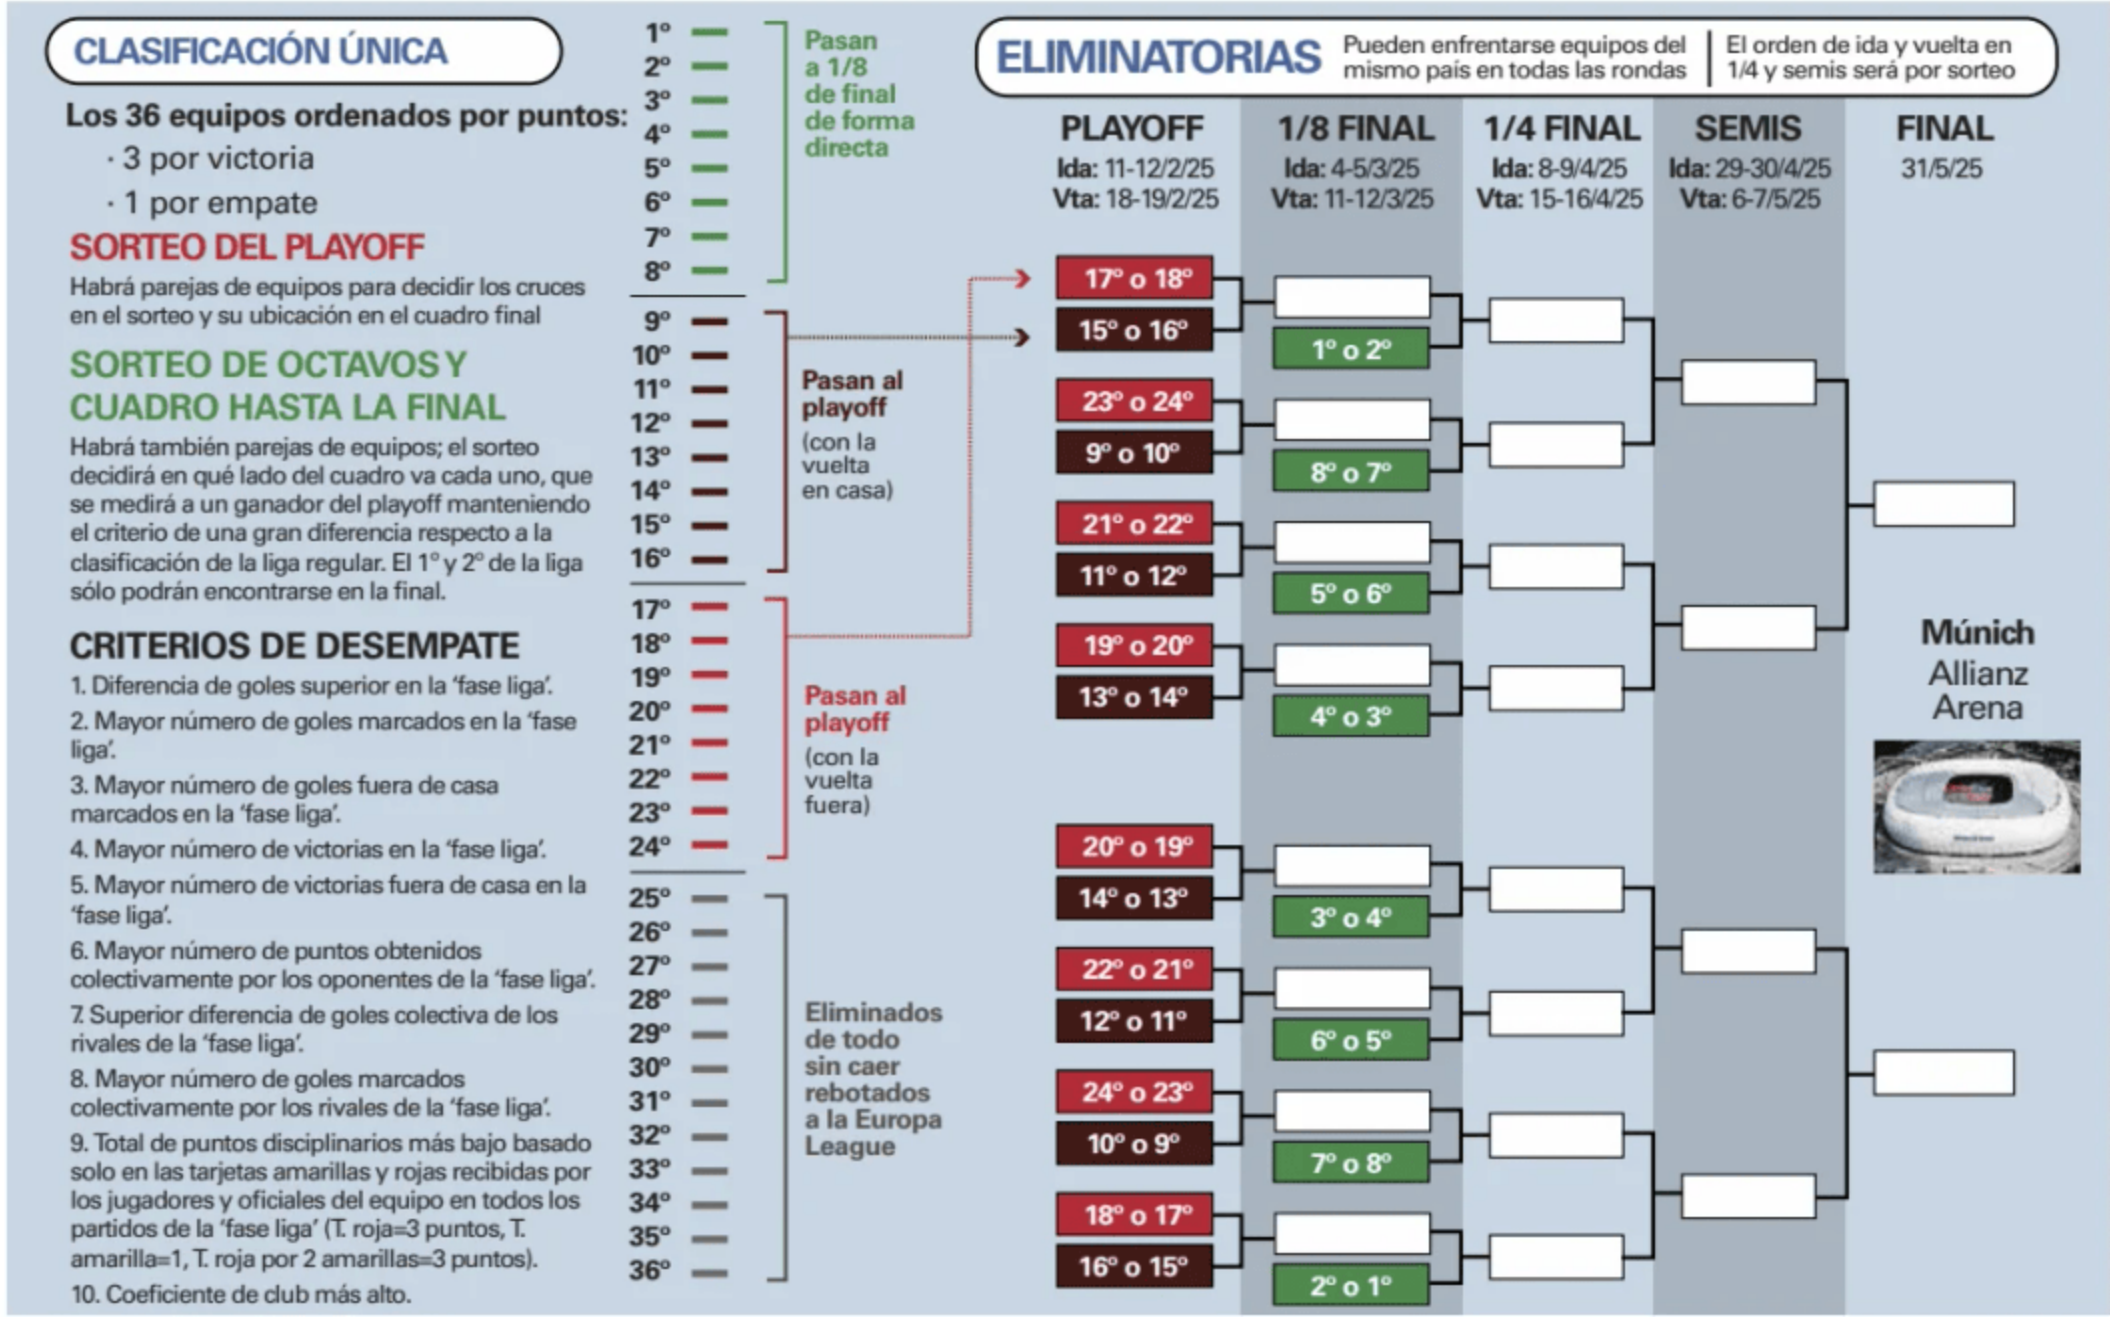 CLASIFICACIÓN ÚNICA
Los 36 equipos ordenados por puntos:
· 3 por victoria
· 1 por empate
SORTEO DEL PLAYOFF
Habrá parejas de equipos para decidir los cruces
en el sorteo y su ubicación en el cuadro final
SORTEO DE OCTAVOS Y
CUADRO HASTA LA FINAL
Habrá también parejas de equipos; el sorteo
decidirá en qué lado del cuadro va cada uno, que
se medirá a un ganador del playoff manteniendo
el criterio de una gran diferencia respecto a la
clasificación de la liga regular. El 1º y 2º de la liga
sólo podrán encontrarse en la final.
CRITERIOS DE DESEMPATE
1. Diferencia de goles superior en la ‘fase liga’.
2. Mayor número de goles marcados en la ‘fase
liga’.
3. Mayor número de goles fuera de casa
marcados en la ‘fase liga’.
4. Mayor número de victorias en la ‘fase liga’.
5. Mayor número de victorias fuera de casa en la
‘fase liga’.
6. Mayor número de puntos obtenidos
colectivamente por los oponentes de la ‘fase liga’.
7. Superior diferencia de goles colectiva de los
rivales de la ‘fase liga’.
8. Mayor número de goles marcados
colectivamente por los rivales de la ‘fase liga’.
9. Total de puntos disciplinarios más bajo basado
solo en las tarjetas amarillas y rojas recibidas por
los jugadores y oficiales del equipo en todos los
partidos de la ‘fase liga’ (T. roja=3 puntos, T.
amarilla=1, T. roja por 2 amarillas=3 puntos).
10. Coeficiente de club más alto.
1º
2º
3º
4º
5º
6º
7º
8º
Pasan
a 1/8
de final
de forma
directa
9º
10º
11º
12º
13º
14º
15º
16º
Pasan al
playoff
(con la
vuelta
en casa)
17º
18º
19º
20º
21º
22º
23º
24º
Pasan al
playoff
(con la
vuelta
fuera)
25º
26º
27º
28º
29º
30º
31º
32º
33º
34º
35º
36º
Eliminados
de todo
sin caer
rebotados
a la Europa
League
ELIMINATORIAS
Pueden enfrentarse equipos del
mismo país en todas las rondas
El orden de ida y vuelta en
1/4 y semis será por sorteo
PLAYOFF
Ida: 11-12/2/25
Vta: 18-19/2/25
17º o 18º
15º o 16º
23º o 24º
9º o 10º
21º o 22º
11º o 12º
19º o 20º
13º o 14º
20º o 19º
14º o 13º
22º o 21º
12º o 11º
24º o 23º
10º o 9º
18º o 17º
16º o 15º
1/8 FINAL
Ida: 4-5/3/25
Vta: 11-12/3/25
1º o 2º
8º o 7º
5º o 6º
4º o 3º
3º o 4º
6º o 5º
7º o 8º
2º o 1º
1/4 FINAL
Ida: 8-9/4/25
Vta: 15-16/4/25
SEMIS
Ida: 29-30/4/25
Vta: 6-7/5/25
FINAL
31/5/25
Múnich
Allianz
Arena